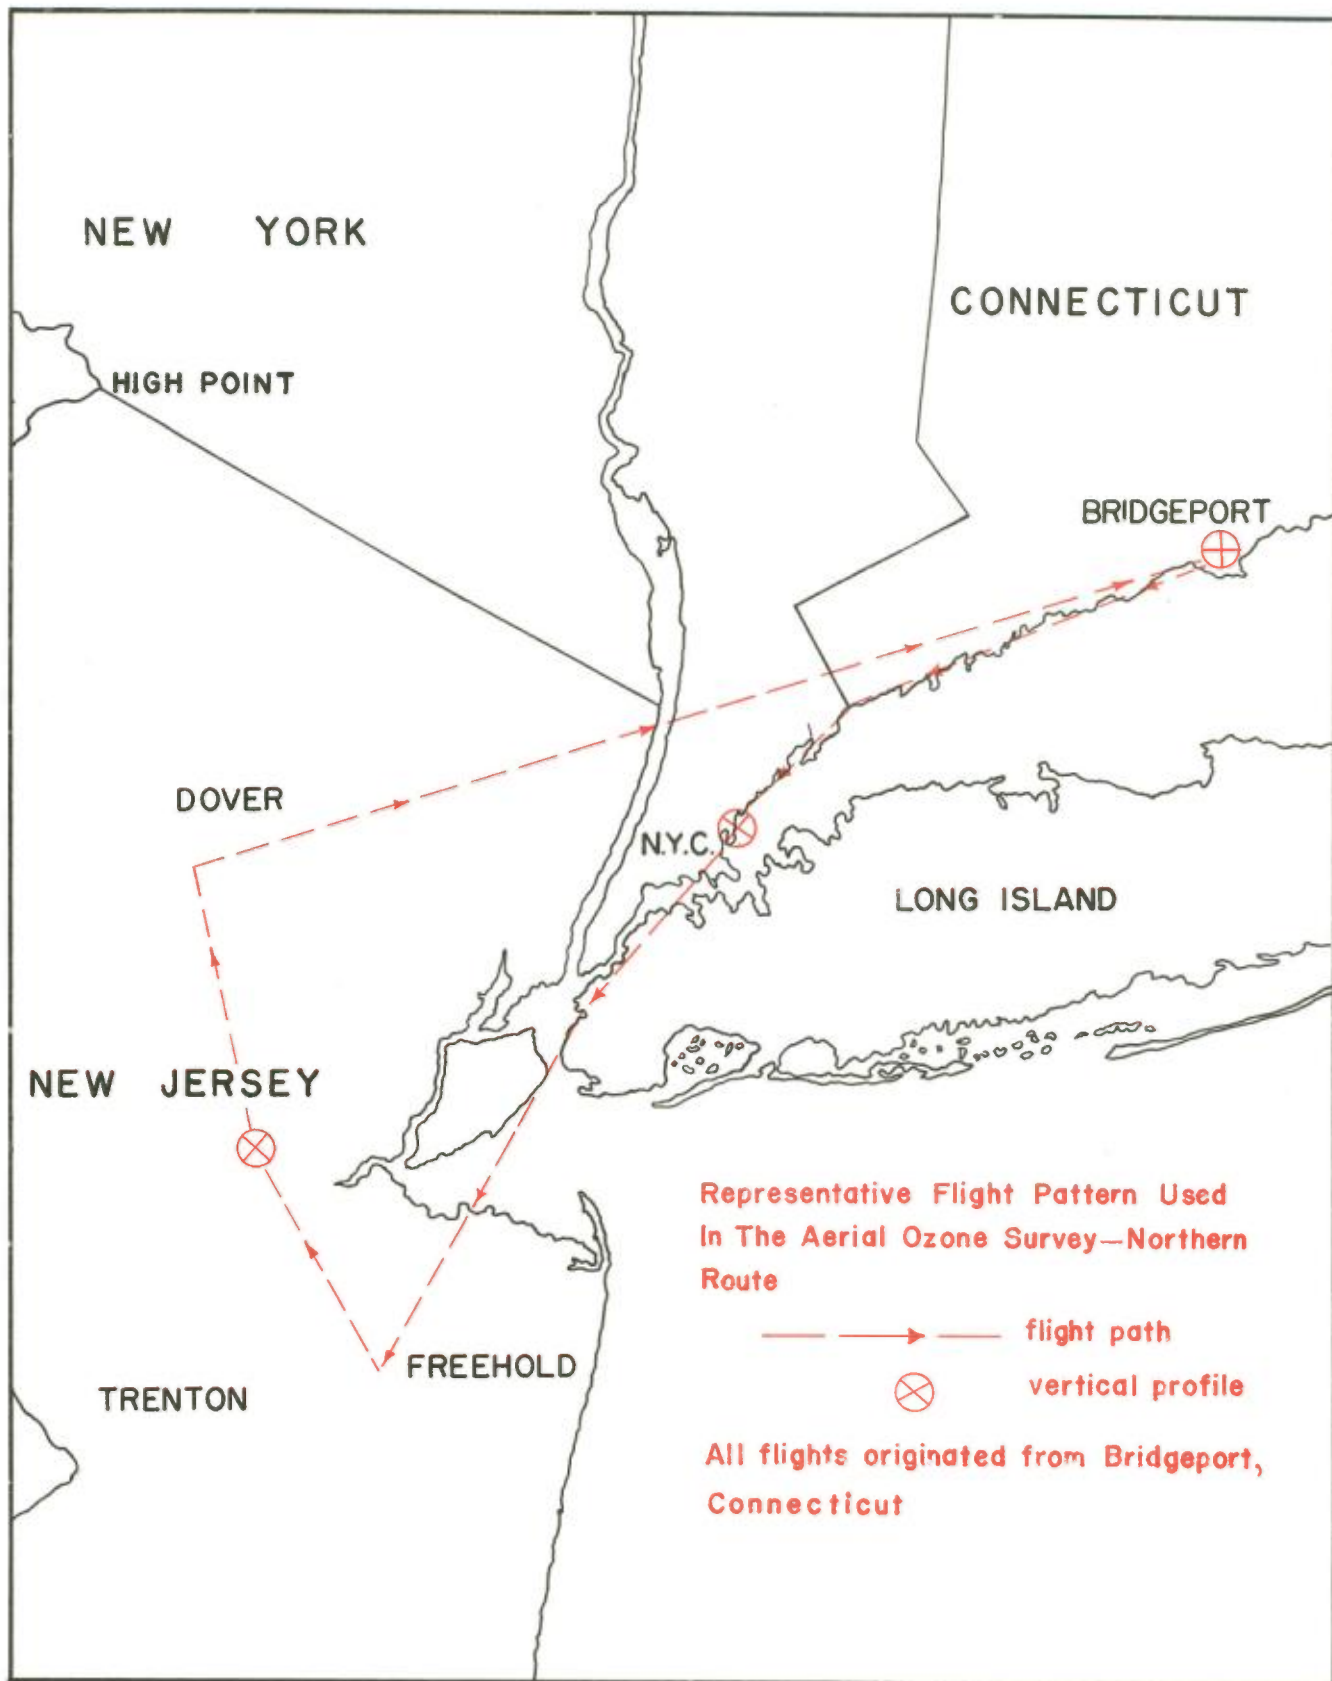 NEW YORK
CONNECTICUT
HIGH POINT
BRIDGEPORT
DOVER
N.Y.C.
LONG ISLAND
NEW JERSEY
Representative Flight Pattern Used
In The Aerial Ozone Survey—Northern
Route
flight path
FREEHOLD
vertical profile
TRENTON
All flights originated from Bridgeport,
Connecticut